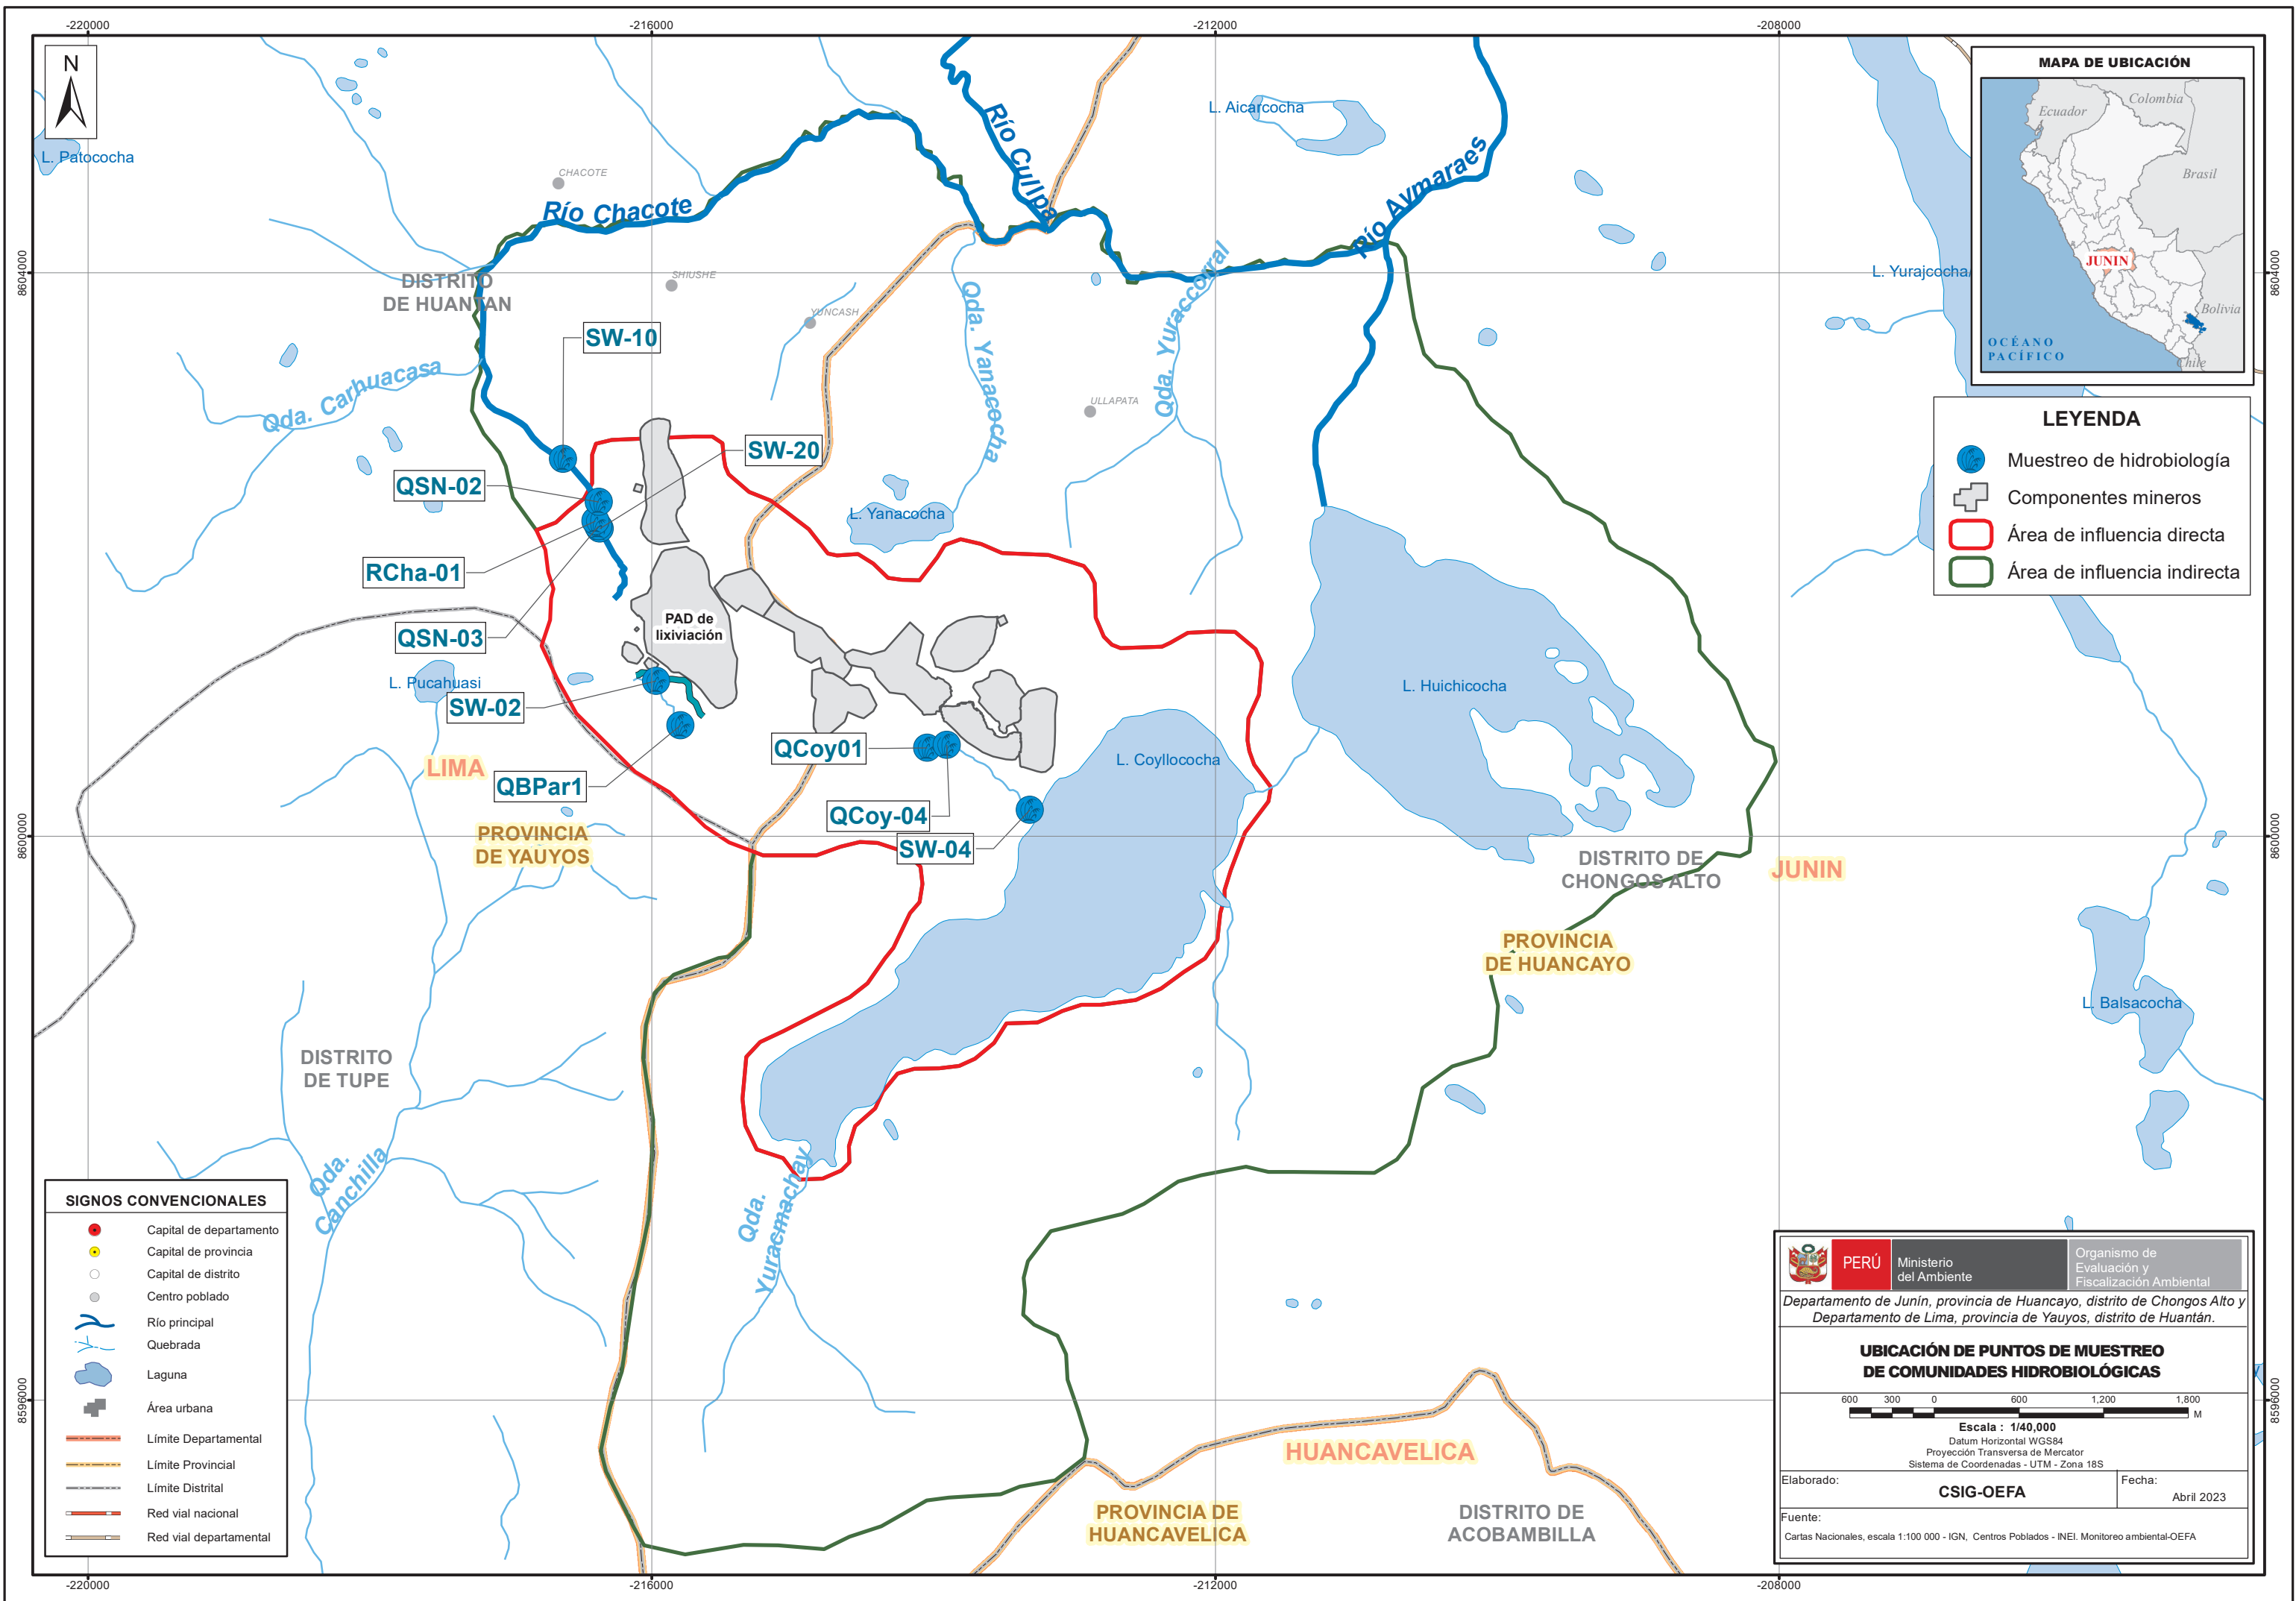 -220000
-216000
-212000
-208000
N
L. Patococha
CHACOTE
Río Chacote
Río Cullpa
L. Aicarcocha
Río Aymaraes
MAPA DE UBICACIÓN
Ecuador
Colombia
Brasil
JUNIN
Bolivia
OCÉANO
PACÍFICO
Chile
8604000
8604000
DISTRITO
DE HUANTAN
SHIUSHE
YUNCASH
SW-10
Qda. Carhuacasa
Qda. Yanacocha
Qda. Yuraccorral
ULLAPATA
L. Yurajcocha
LEYENDA
Muestreo de hidrobiología
Componentes mineros
Área de influencia directa
Área de influencia indirecta
SW-20
QSN-02
L. Yanacocha
RCha-01
QSN-03
PAD de
lixiviación
L. Pucahuasi
SW-02
L. Huichicocha
QCoy01
L. Coyllococha
LIMA
QBPar1
QCoy-04
SW-04
8600000
8600000
PROVINCIA
DE YAUYOS
DISTRITO DE
CHONGOS ALTO
JUNIN
PROVINCIA
DE HUANCAYO
L. Balsacocha
DISTRITO
DE TUPE
Qda.
Canchilla
Qda.
Yuracmachay
SIGNOS CONVENCIONALES
Capital de departamento
Capital de provincia
Capital de distrito
Centro poblado
Río principal
Quebrada
Laguna
Área urbana
Límite Departamental
Límite Provincial
Límite Distrital
Red vial nacional
Red vial departamental
8596000
8596000
HUANCAVELICA
PROVINCIA DE
HUANCAVELICA
DISTRITO DE
ACOBAMBILLA
PERÚ
Ministerio
del Ambiente
Organismo de
Evaluación y
Fiscalización Ambiental
Departamento de Junín, provincia de Huancayo, distrito de Chongos Alto y
Departamento de Lima, provincia de Yauyos, distrito de Huantán.
UBICACIÓN DE PUNTOS DE MUESTREO
DE COMUNIDADES HIDROBIOLÓGICAS
600 300 0 600 1,200 1,800
M
Escala : 1/40,000
Datum Horizontal WGS84
Proyección Transversa de Mercator
Sistema de Coordenadas - UTM - Zona 18S
Elaborado:
CSIG-OEFA
Fecha:
Abril 2023
Fuente:
Cartas Nacionales, escala 1:100 000 - IGN, Centros Poblados - INEI. Monitoreo ambiental-OEFA
-220000
-216000
-212000
-208000